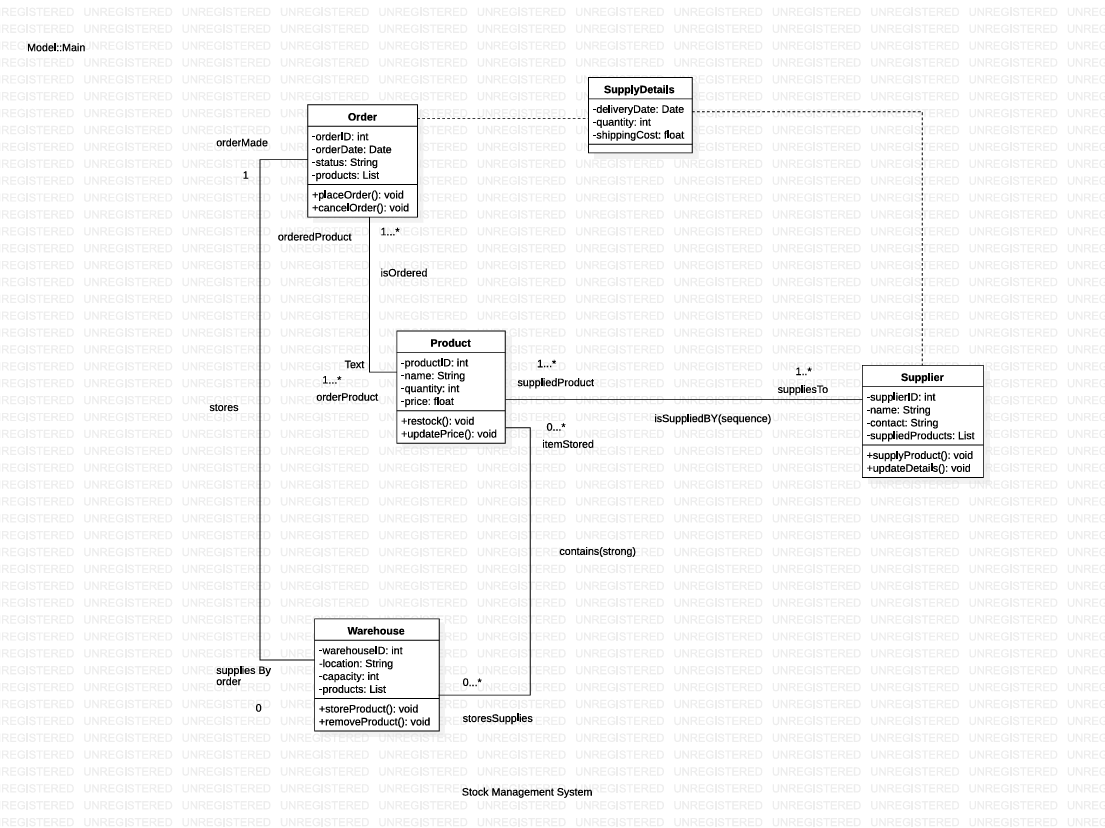 Model::Main
SupplyDetails
-deliveryDate: Date
-quantity: int
-shippingCost: float
Order
-orderID: int
-orderDate: Date
-status: String
-products: List
+placeOrder(): void
+cancelOrder(): void
orderMade
1
orderedProduct
1...*
isOrdered
Product
-productID: int
-name: String
-quantity: int
-price: float
+restock(): void
+updatePrice(): void
Text
1...*
orderProduct
1...*
suppliedProduct
1..*
suppliesTo
isSuppliedBY(sequence)
Supplier
-supplierID: int
-name: String
-contact: String
-suppliedProducts: List
+supplyProduct(): void
+updateDetails(): void
stores
0...*
itemStored
contains(strong)
Warehouse
-warehouseID: int
-location: String
-capacity: int
-products: List
+storeProduct(): void
+removeProduct(): void
supplies By
order
0
0...*
storesSupplies
Stock Management System
UNREGISTERED